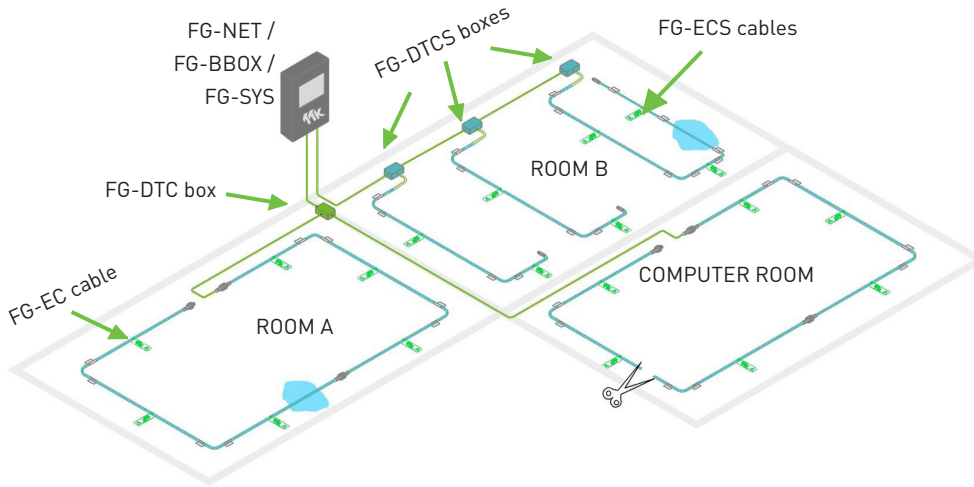 FG-NET /
FG-BBOX /
FG-SYS
FG-DTCS boxes
FG-ECS cables
ROOM B
FG-DTC box
COMPUTER ROOM
FG-EC cable
ROOM A